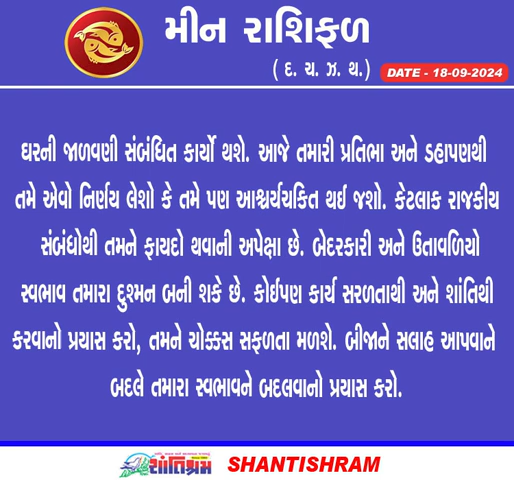 મીન રાશિફળ
( દ. ચ. ઝ. થ.)
DATE - 18-09-2024
ઘરની જાળવણી સંબંધિત કાર્યો થશે. આજે તમારી પ્રતિભા અને ડહાપણથી
તમે એવો નિર્ણય લેશો કે તમે પણ આશ્ચર્યચકિત થઈ જશો. કેટલાક રાજકીય
સંબંધોથી તમને ફાયદો થવાની અપેક્ષા છે. બેદરકારી અને ઉતાવળિયો
સ્વભાવ તમારા દુશ્મન બની શકે છે. કોઈપણ કાર્ય સરળતાથી અને શાંતિથી
કરવાનો પ્રયાસ કરો, તમને ચોક્કસ સફળતા મળશે. બીજાને સલાહ આપવાને
બદલે તમારા સ્વભાવને બદલવાનો પ્રયાસ કરો.
શાંતિશ્રમ
SHANTISHRAM